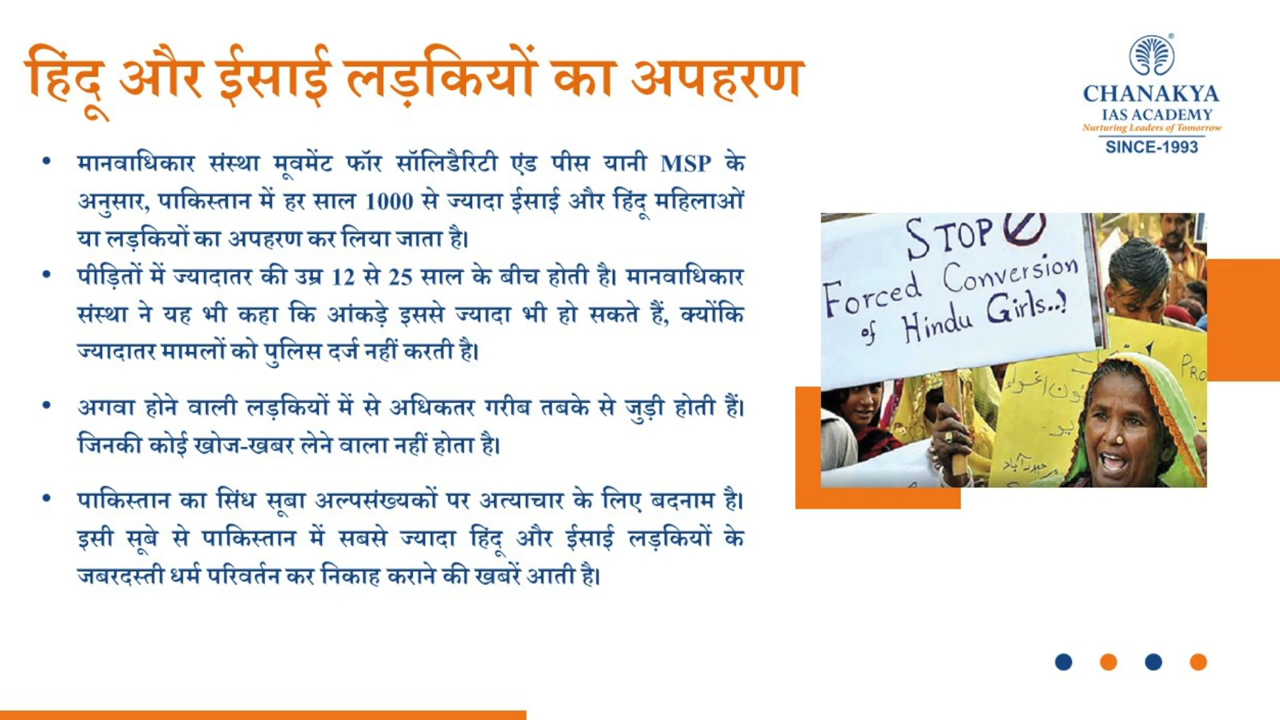 हिंदू और ईसाई लड़कियों का अपहरण
CHANAKYA
IAS ACADEMY
Nurturing Leaders of Tomorrow
SINCE-1993
• मानवाधिकार संस्था मूवमेंट फॉर सॉलिडैरिटी एंड पीस यानी MSP के
अनुसार, पाकिस्तान में हर साल 1000 से ज्यादा ईसाई और हिंदू महिलाओं
या लड़कियों का अपहरण कर लिया जाता है।
• पीड़ितों में ज्यादातर की उम्र 12 से 25 साल के बीच होती है। मानवाधिकार
संस्था ने यह भी कहा कि आंकड़े इससे ज्यादा भी हो सकते हैं, क्योंकि
ज्यादातर मामलों को पुलिस दर्ज नहीं करती है।
• अगवा होने वाली लड़कियों में से अधिकतर गरीब तबके से जुड़ी होती हैं।
जिनकी कोई खोज-खबर लेने वाला नहीं होता है।
• पाकिस्तान का सिंध सूबा अल्पसंख्यकों पर अत्याचार के लिए बदनाम है।
इसी सूबे से पाकिस्तान में सबसे ज्यादा हिंदू और ईसाई लड़कियों के
जबरदस्ती धर्म परिवर्तन कर निकाह कराने की खबरें आती है।
STOP
Forced Conversion
of Hindu Girls..!
PRO
اغواء
حيدرآباد